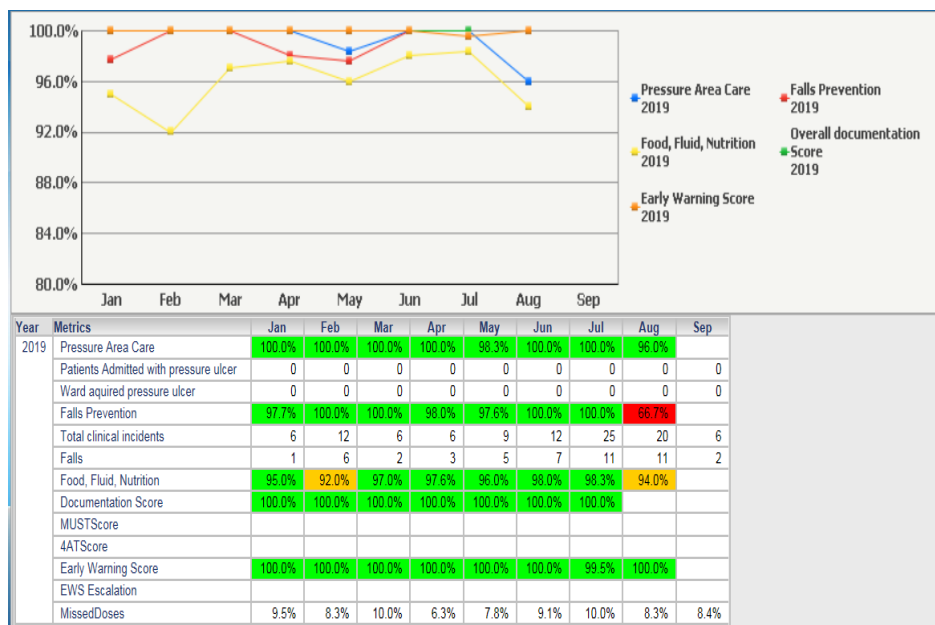 100.0%
96.0%
92.0%
88.0%
84.0%
80.0%
Jan Feb Mar Apr May Jun Jul Aug Sep
Pressure Area Care
2019
Falls Prevention
2019
Food, Fluid, Nutrition
2019
Overall documentation
Score
2019
Early Warning Score
2019
Year Metrics Jan Feb Mar Apr May Jun Jul Aug Sep
2019 Pressure Area Care 100.0% 100.0% 100.0% 100.0% 98.3% 100.0% 100.0% 96.0%
Patients Admitted with pressure ulcer 0 0 0 0 0 0 0 0 0
Ward aquired pressure ulcer 0 0 0 0 0 0 0 0 0
Falls Prevention 97.7% 100.0% 100.0% 98.0% 97.6% 100.0% 100.0% 66.7%
Total clinical incidents 6 12 6 6 9 12 25 20 6
Falls 1 6 2 3 5 7 11 11 2
Food, Fluid, Nutrition 95.0% 92.0% 97.0% 97.6% 96.0% 98.0% 98.3% 94.0%
Documentation Score 100.0% 100.0% 100.0% 100.0% 100.0% 100.0% 100.0%
MUSTScore
4ATScore
Early Warning Score 100.0% 100.0% 100.0% 100.0% 100.0% 100.0% 99.5% 100.0%
EWS Escalation
MissedDoses 9.5% 8.3% 10.0% 6.3% 7.8% 9.1% 10.0% 8.3% 8.4%